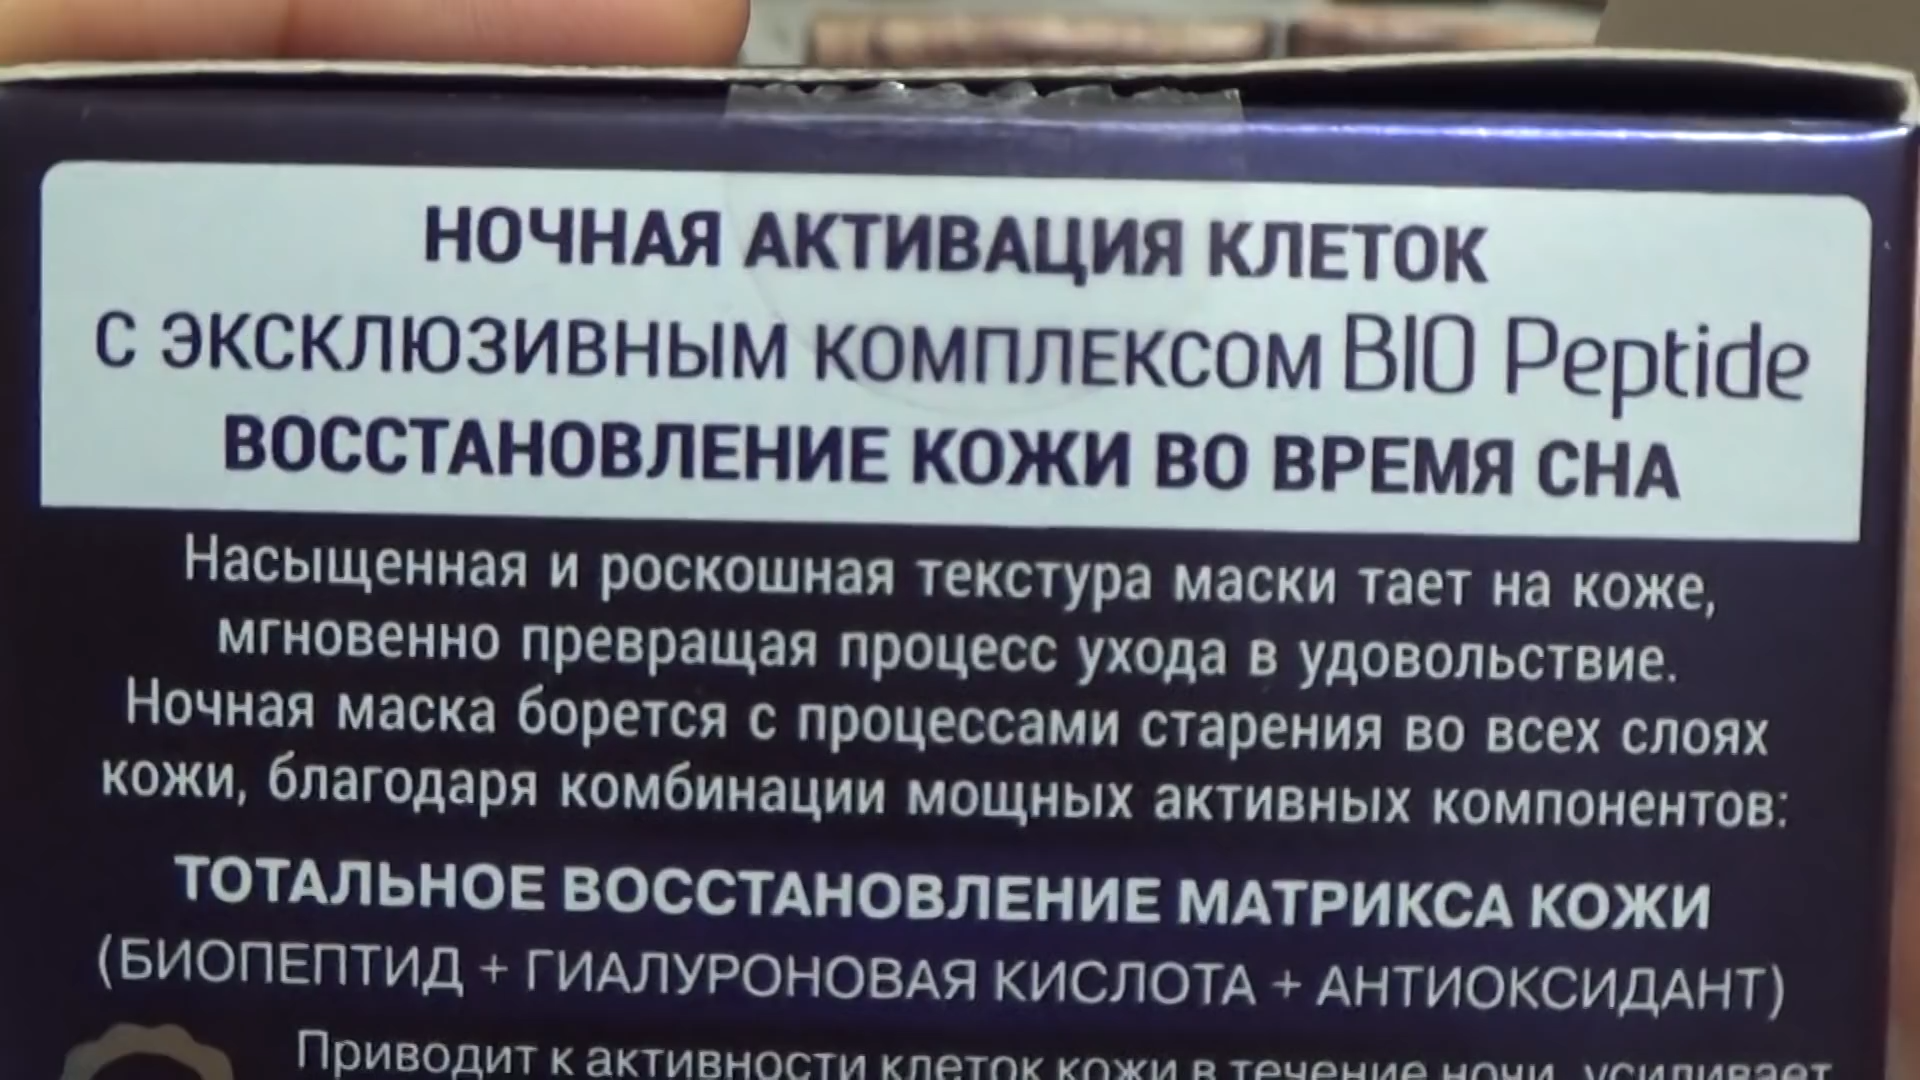 НОЧНАЯ АКТИВАЦИЯ КЛЕТОК
С ЭКСКЛЮЗИВНЫМ КОМПЛЕКСОМ BIO Peptide
ВОССТАНОВЛЕНИЕ КОЖИ ВО ВРЕМЯ СНА
Насыщенная и роскошная текстура маски тает на коже,
мгновенно превращая процесс ухода в удовольствие.
Ночная маска борется с процессами старения во всех слоях
кожи, благодаря комбинации мощных активных компонентов:
ТОТАЛЬНОЕ ВОССТАНОВЛЕНИЕ МАТРИКСА КОЖИ
(БИОПЕПТИД + ГИАЛУРОНОВАЯ КИСЛОТА + АНТИОКСИДАНТ)
Приводит к активности клеток кожи в течение ночи, усиливает